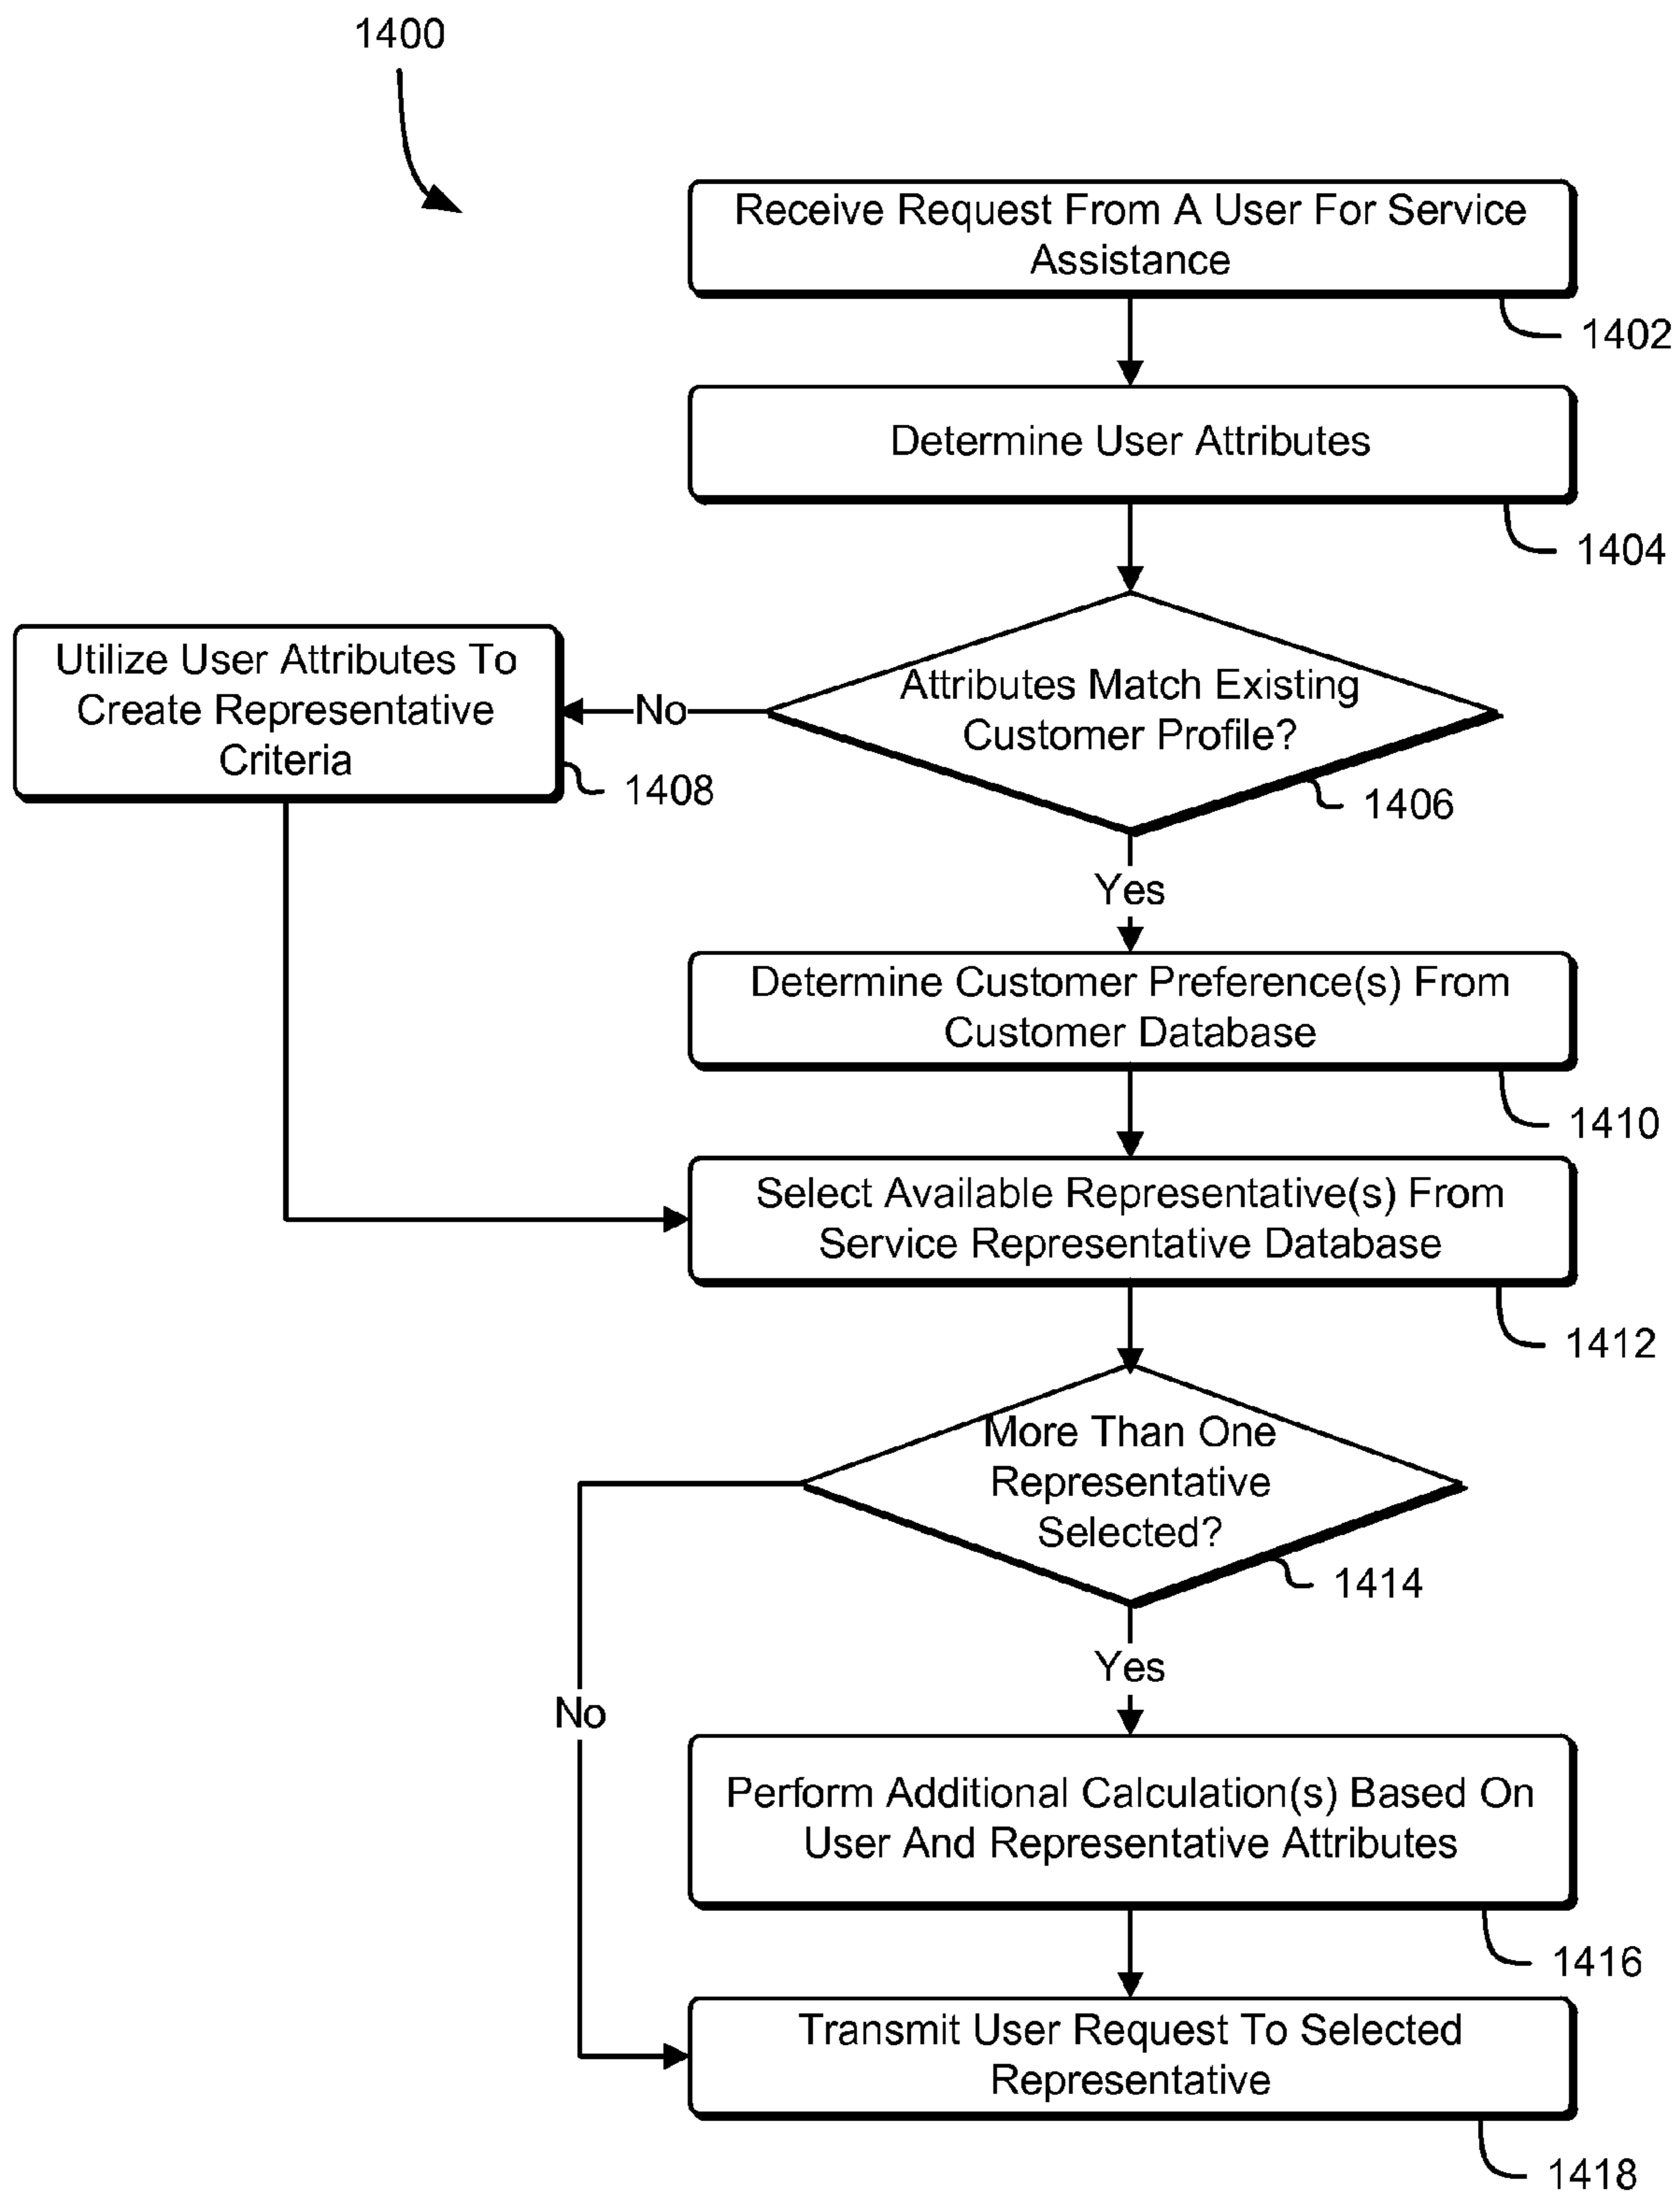 1400
Receive Request From A User For Service
Assistance
1402
Determine User Attributes
1404
Utilize User Attributes To
Create Representative
Criteria
1408
No
Attributes Match Existing
Customer Profile?
1406
Yes
Determine Customer Preference(s) From
Customer Database
1410
Select Available Representative(s) From
Service Representative Database
1412
More Than One
Representative
Selected?
1414
Yes
No
Perform Additional Calculation(s) Based On
User And Representative Attributes
1416
Transmit User Request To Selected
Representative
1418